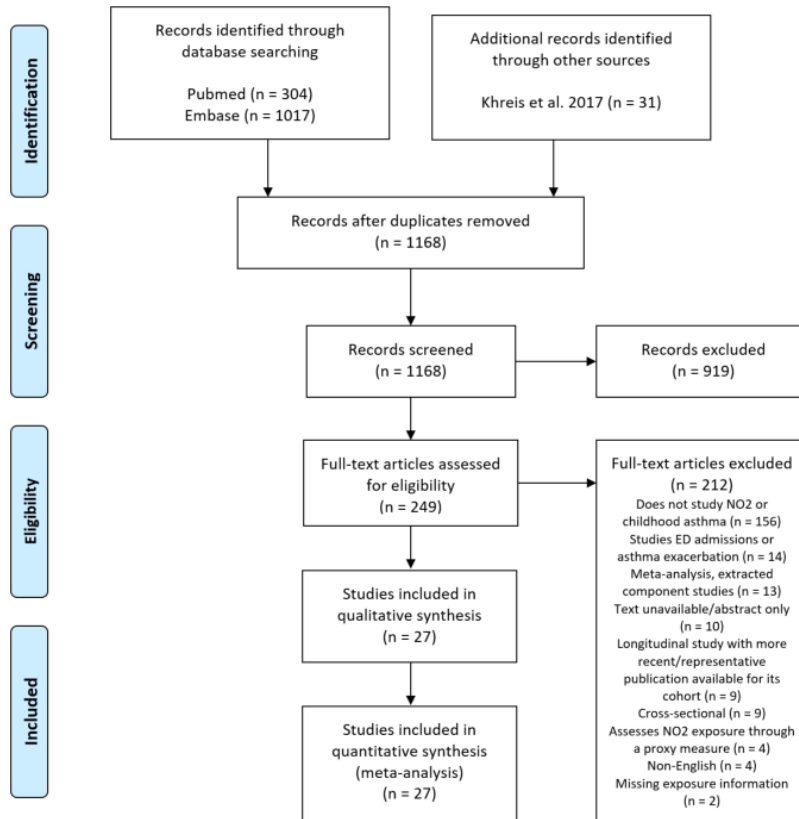 Identification
Records identified through
database searching
Pubmed (n = 304)
Embase (n = 1017)
Additional records identified
through other sources
Khreis et al. 2017 (n = 31)
Records after duplicates removed
(n = 1168)
Screening
Records screened
(n = 1168)
Records excluded
(n = 919)
Eligibility
Full-text articles assessed
for eligibility
(n = 249)
Full-text articles excluded
(n = 212)
Does not study NO2 or
childhood asthma (n = 156)
Studies ED admissions or
asthma exacerbation (n = 14)
Meta-analysis, extracted
component studies (n = 13)
Text unavailable/abstract only
(n = 10)
Longitudinal study with more
recent/representative
publication available for its
cohort (n = 9)
Cross-sectional (n = 9)
Assesses NO2 exposure through
a proxy measure (n = 4)
Non-English (n = 4)
Missing exposure information
(n = 2)
Studies included in
qualitative synthesis
(n = 27)
Included
Studies included in
quantitative synthesis
(meta-analysis)
(n = 27)